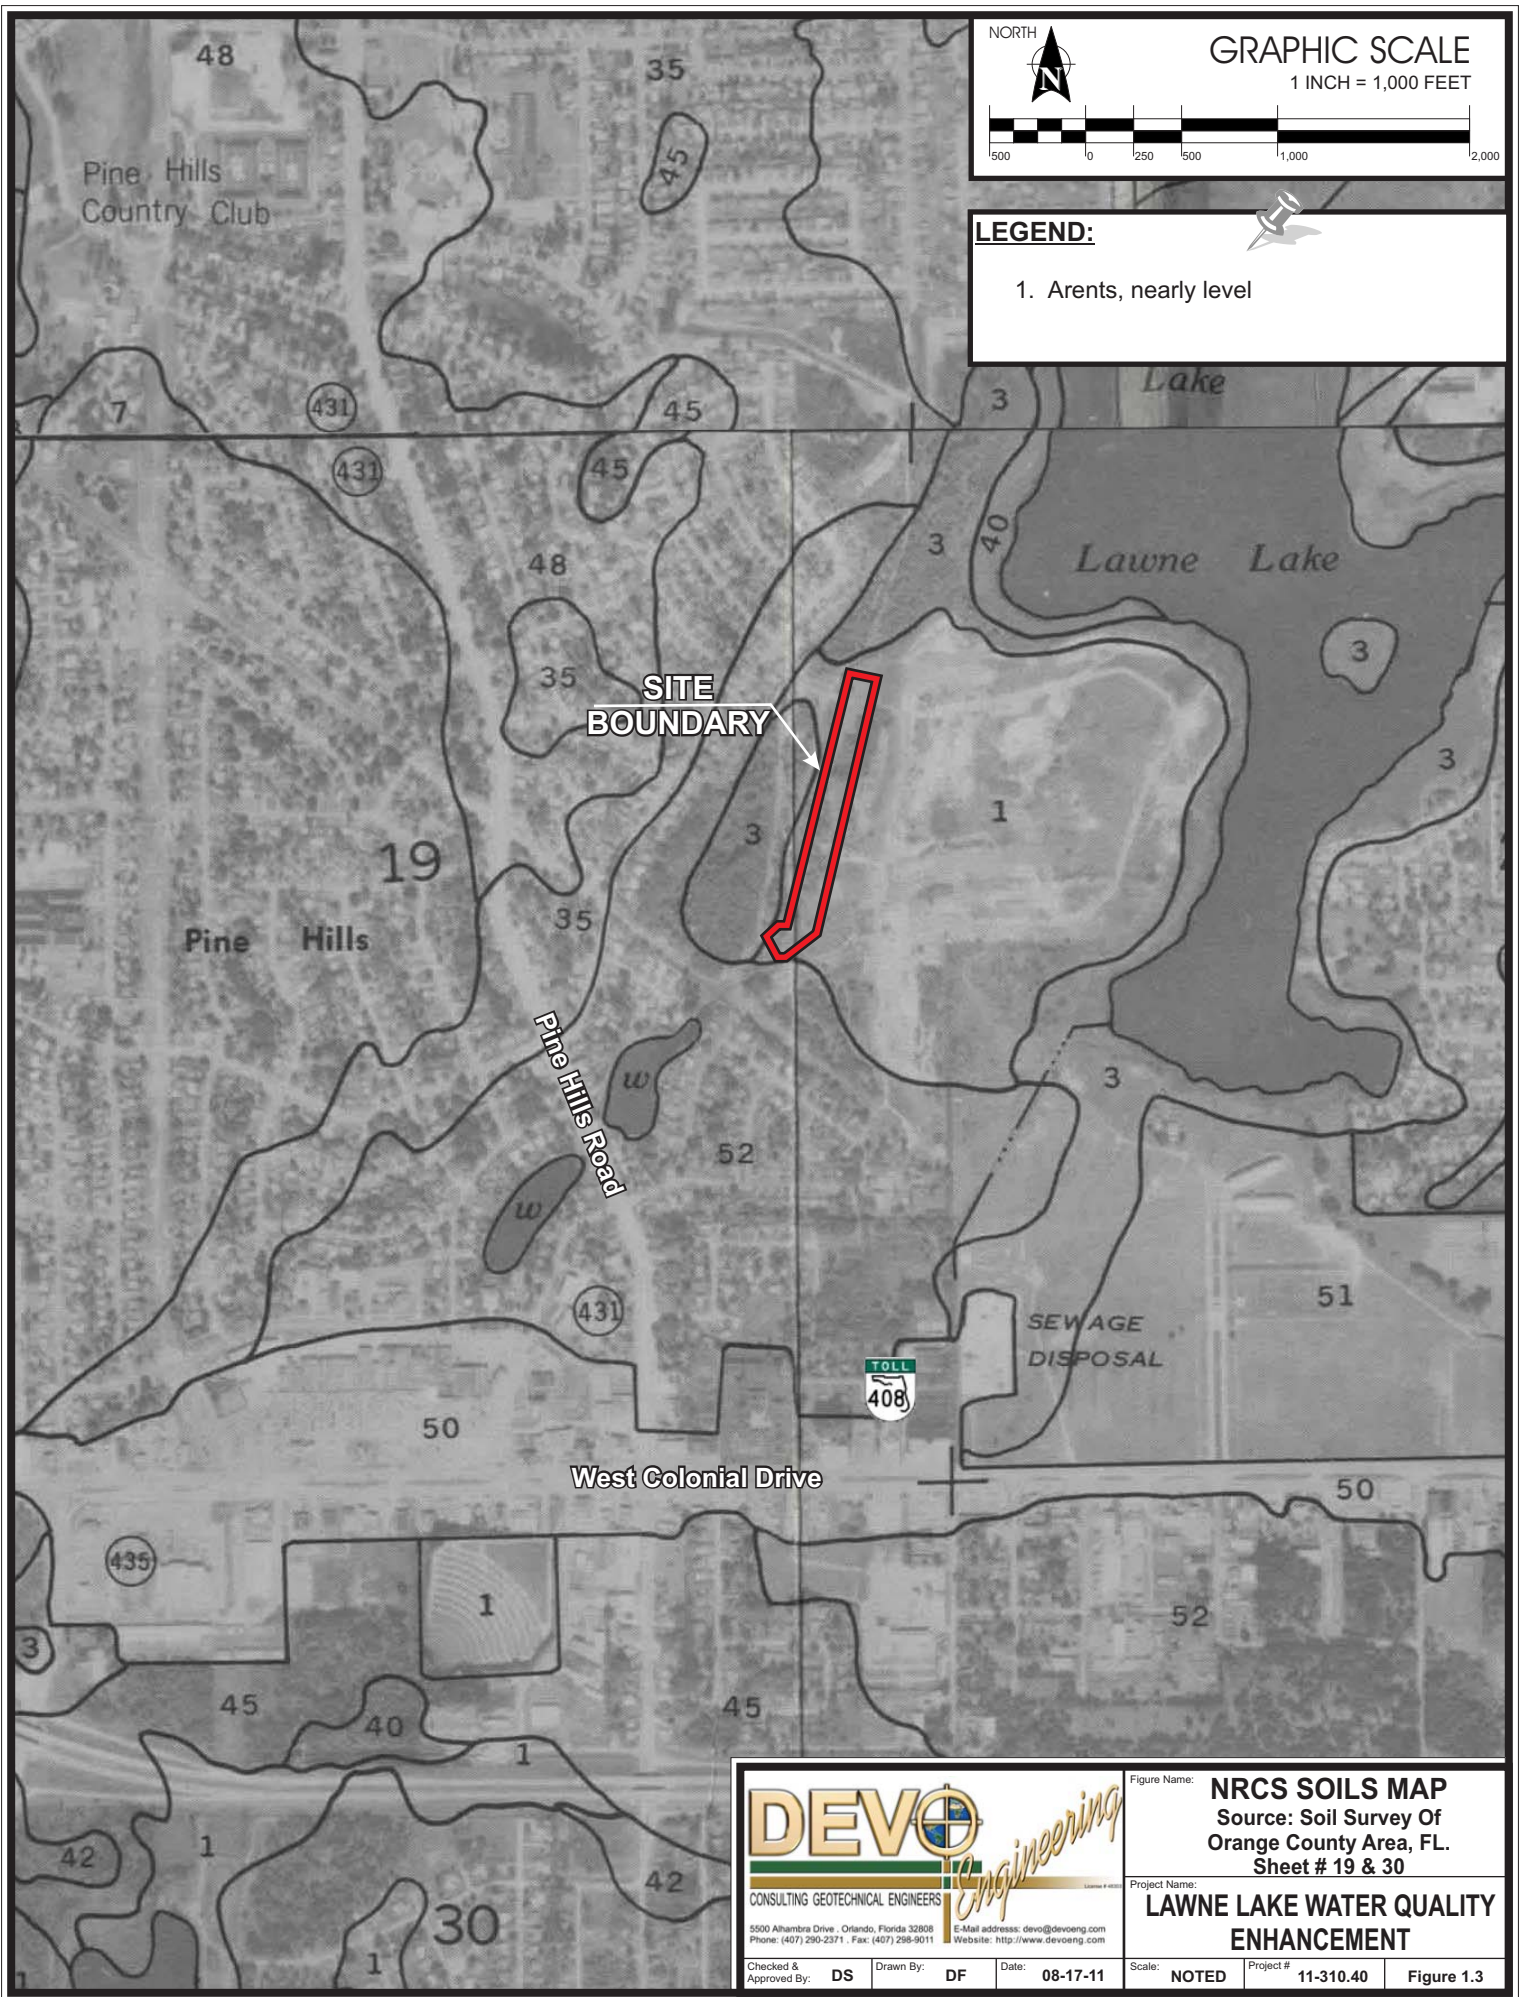 NORTH
N
GRAPHIC SCALE
1 INCH = 1,000 FEET
500 0 250 500 1,000 2,000
LEGEND:
1. Arents, nearly level
48
35
45
Pine Hills
Country Club
Lake
3
7
431
45
431
45
48
3
40
Lawne Lake
35
3
SITE
BOUNDARY
3
1
3
19
35
Pine Hills
Pine Hills Road
w
3
52
w
431
51
SEWAGE
DISPOSAL
TOLL
408
50
West Colonial Drive
50
435
1
52
3
45
40
45
1
42
1
42
30
1
DEVO
Engineering
CONSULTING GEOTECHNICAL ENGINEERS
5500 Alhambra Drive . Orlando, Florida 32808
Phone: (407) 290-2371 . Fax: (407) 298-9011
E-Mail addresss: devo@devoeng.com
Website: http://www.devoeng.com
Figure Name:
NRCS SOILS MAP
Source: Soil Survey Of
Orange County Area, FL.
Sheet # 19 & 30
Project Name:
LAWNE LAKE WATER QUALITY
ENHANCEMENT
Checked &
Approved By: DS
Drawn By: DF
Date: 08-17-11
Scale: NOTED
Project # 11-310.40
Figure 1.3